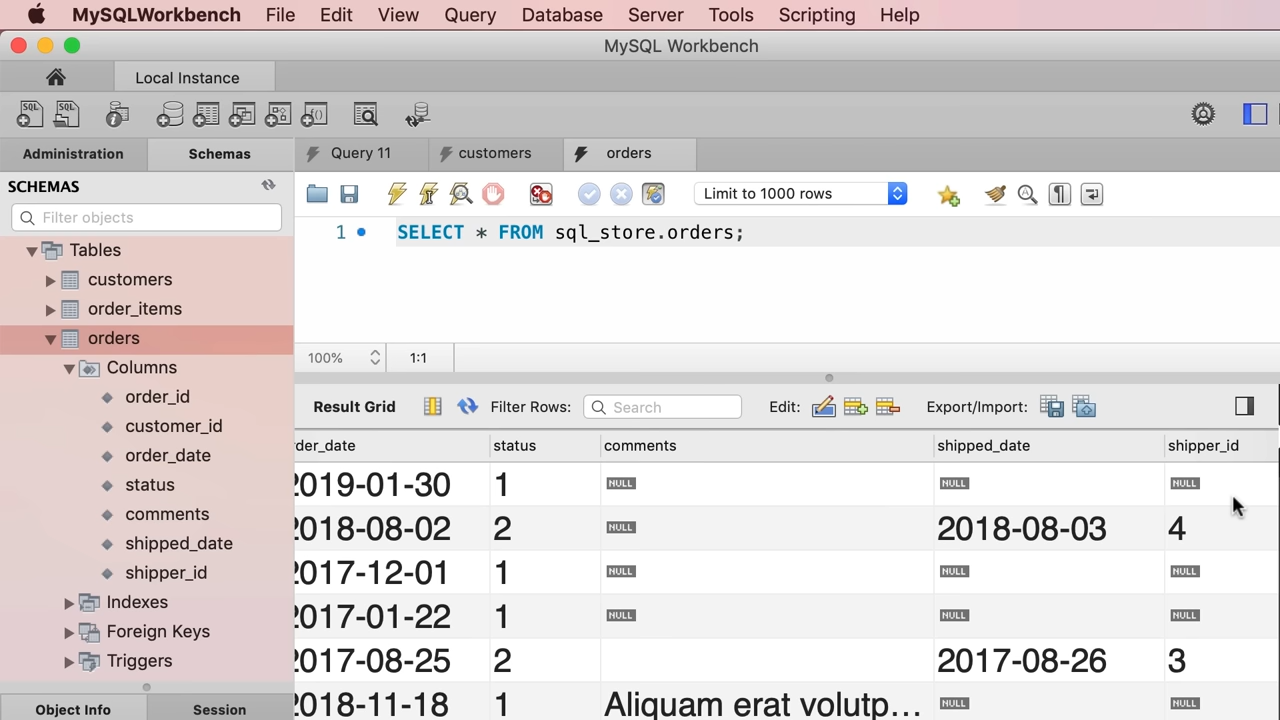 MySQLWorkbench File Edit View Query Database Server Tools Scripting Help
MySQL Workbench
Local Instance
SQL SQL
Administration Schemas Query 11 customers orders
SCHEMAS
Limit to 1000 rows
Filter objects
1 SELECT * FROM sql_store.orders;
Tables
customers
order_items
orders
Columns
order_id
customer_id
order_date
status
comments
shipped_date
shipper_id
Indexes
Foreign Keys
Triggers
Object Info Session
100% 1:1
Result Grid Filter Rows: Search Edit: Export/Import:
der_date status comments shipped_date shipper_id
2019-01-30 1 NULL NULL NULL
2018-08-02 2 NULL 2018-08-03 4
2017-12-01 1 NULL NULL NULL
2017-01-22 1 NULL NULL NULL
2017-08-25 2 2017-08-26 3
2018-11-18 1 Aliquam erat volutp... NULL NULL